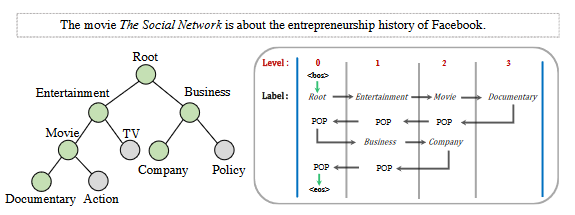 The movie The Social Network is about the entrepreneurship history of Facebook.
Root
Entertainment
Business
Movie
TV
Company
Policy
Documentary
Action
Level : 0 1 2 3
<bos>
Label : Root Entertainment Movie Documentary
POP POP POP
Business Company
POP POP
<eos>